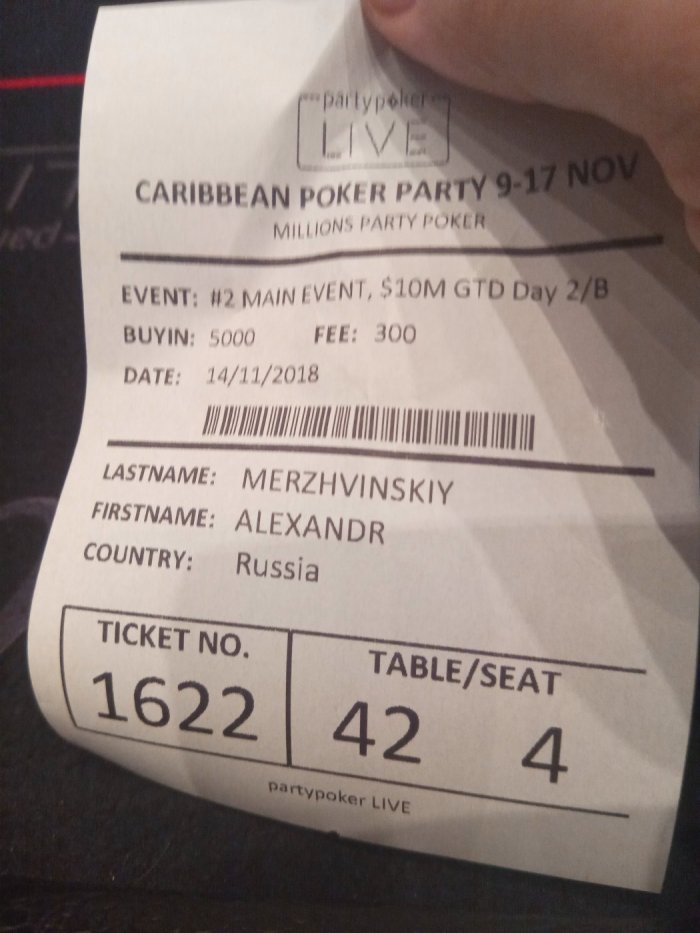 partypoker
LIVE
CARIBBEAN POKER PARTY 9-17 NOV
MILLIONS PARTY POKER
EVENT: #2 MAIN EVENT, $10M GTD Day 2/B
BUYIN: 5000 FEE: 300
DATE: 14/11/2018
LASTNAME: MERZHVINSKIY
FIRSTNAME: ALEXANDR
COUNTRY: Russia
TICKET NO. TABLE/SEAT
1622 42 4
partypoker LIVE